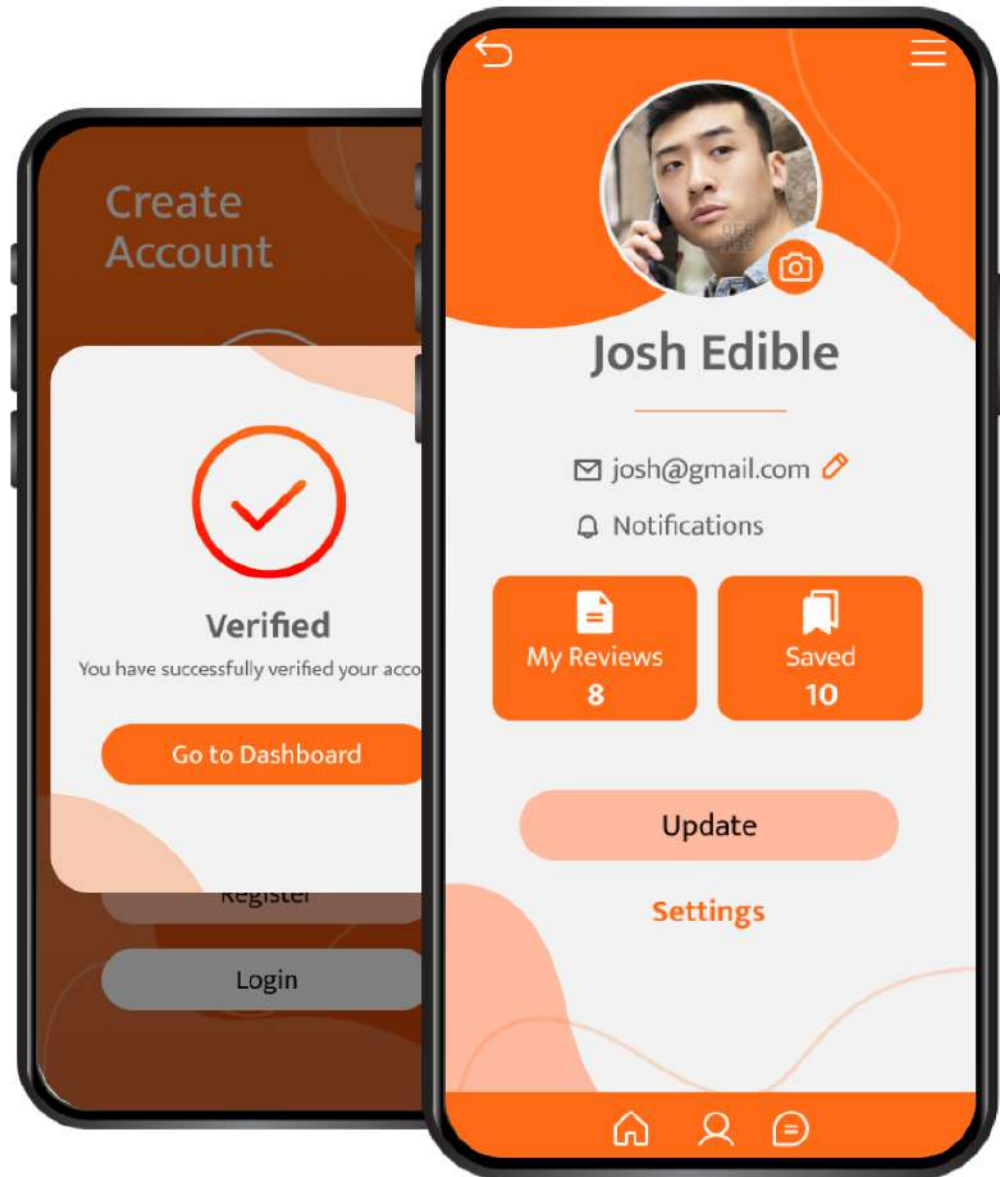 Create
Account
Verified
You have successfully verified your acco
Go to Dashboard
Register
Login
Josh Edible
josh@gmail.com
Notifications
My Reviews
8
Saved
10
Update
Settings